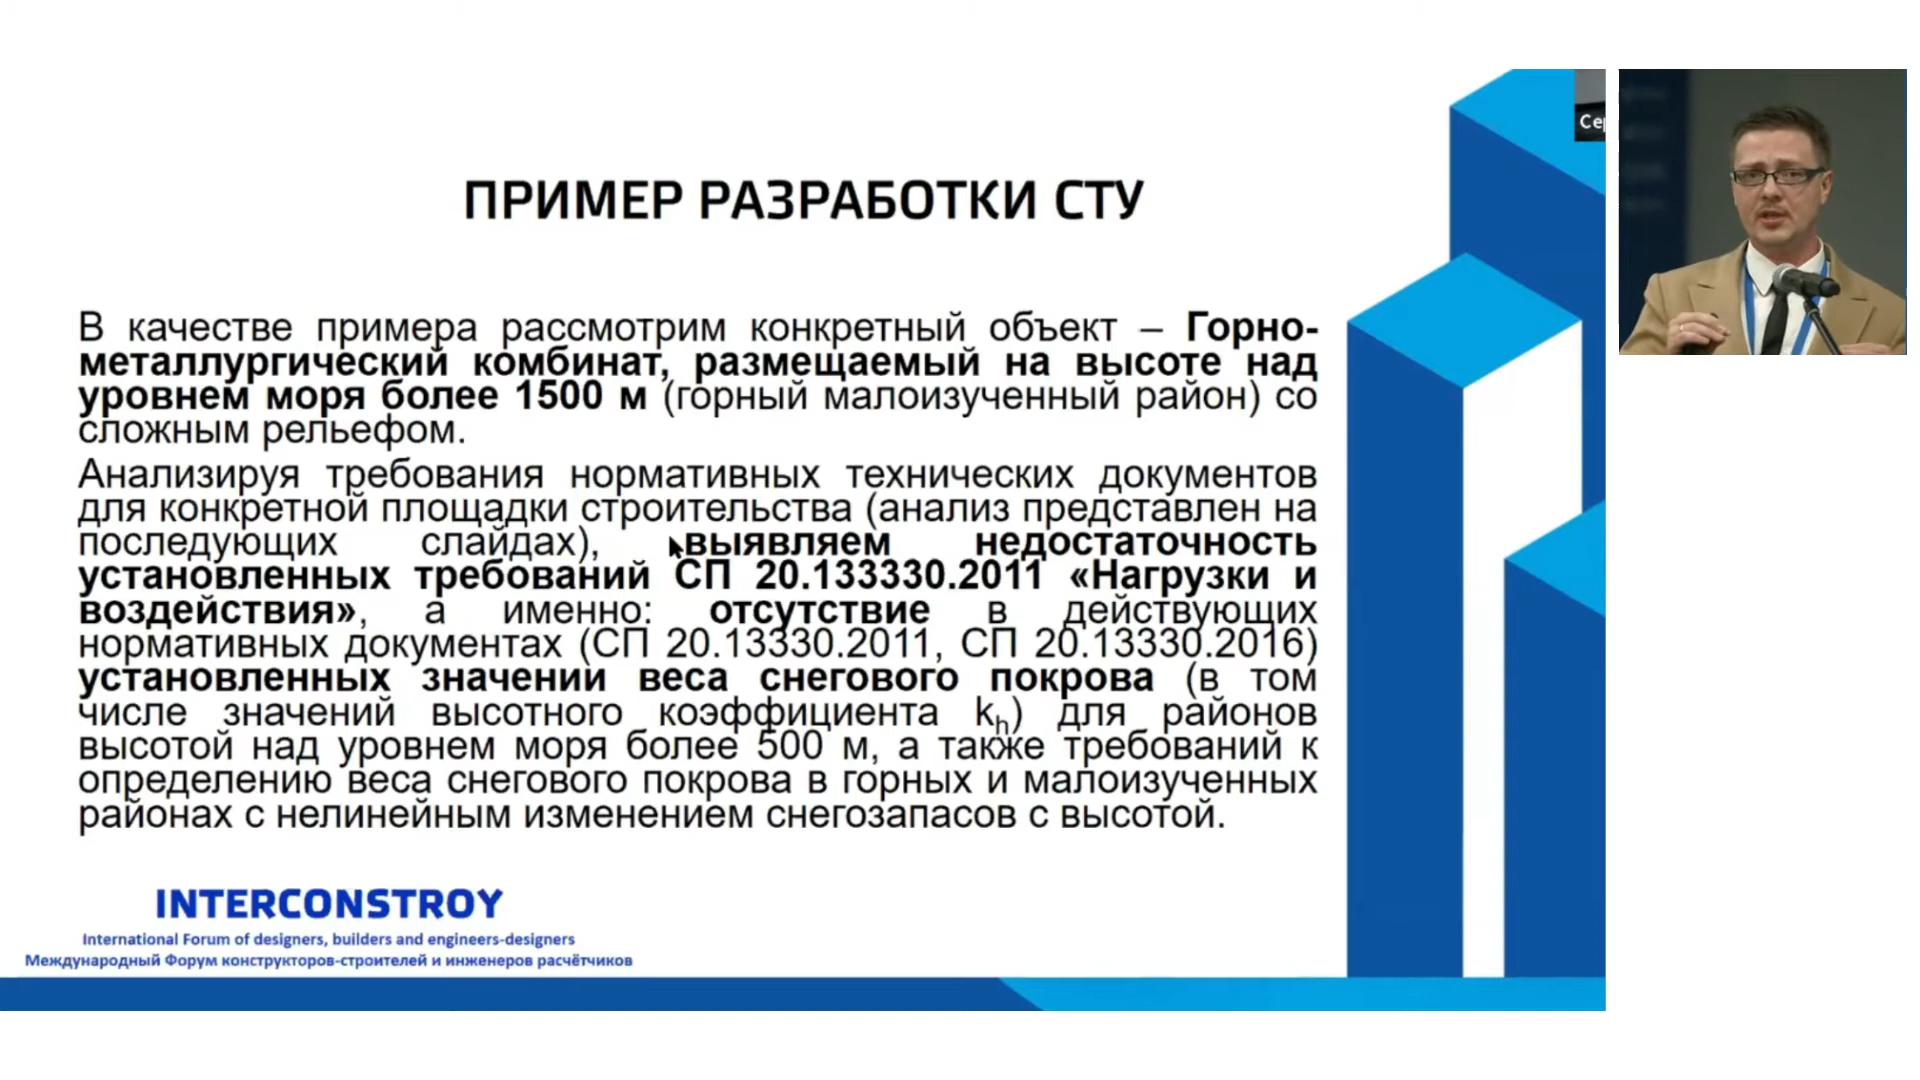 Сер
ПРИМЕР РАЗРАБОТКИ СТУ
В качестве примера рассмотрим конкретный объект – Горно-
металлургический комбинат, размещаемый на высоте над
уровнем моря более 1500 м (горный малоизученный район) со
сложным рельефом.
Анализируя требования нормативных технических документов
для конкретной площадки строительства (анализ представлен на
последующих слайдах), выявляем недостаточность
установленных требований СП 20.133330.2011 «Нагрузки и
воздействия», а именно: отсутствие в действующих
нормативных документах (СП 20.13330.2011, СП 20.13330.2016)
установленных значений веса снегового покрова (в том
числе значений высотного коэффициента kh) для районов
высотой над уровнем моря более 500 м, а также требований к
определению веса снегового покрова в горных и малоизученных
районах с нелинейным изменением снегозапасов с высотой.
INTERCONSTROY
International Forum of designers, builders and engineers-designers
Международный Форум конструкторов-строителей и инженеров расчётчиков